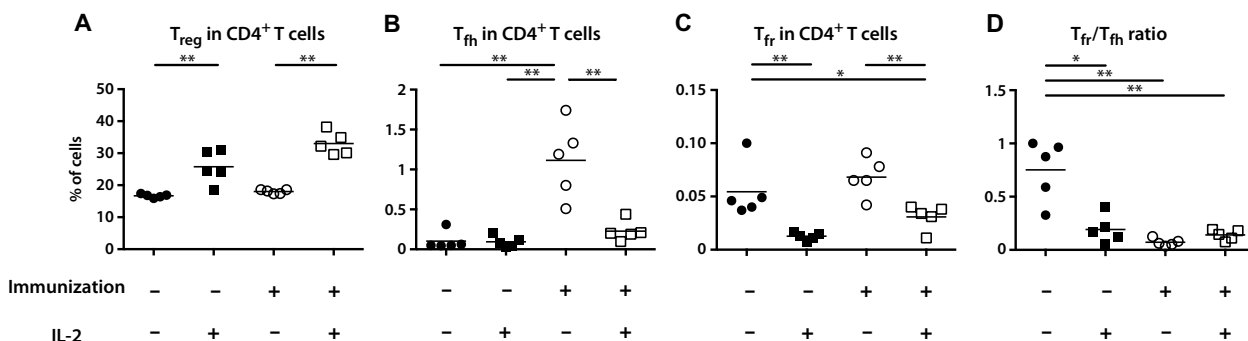 A B C D
Treg in CD4+ T cells Tfh in CD4+ T cells Tfr in CD4+ T cells Tfr/Tfh ratio
** ** ** ** ** ** ** * * ** **
% of cells
50 40 30 20 10 0
2 1.5 1 0.5 0
0.15 0.10 0.05 0
1.5 1 0.5 0
Immunization – – + + – – + + – – + + – – + +
IL-2 – + – + – + – + – + – + – + – +